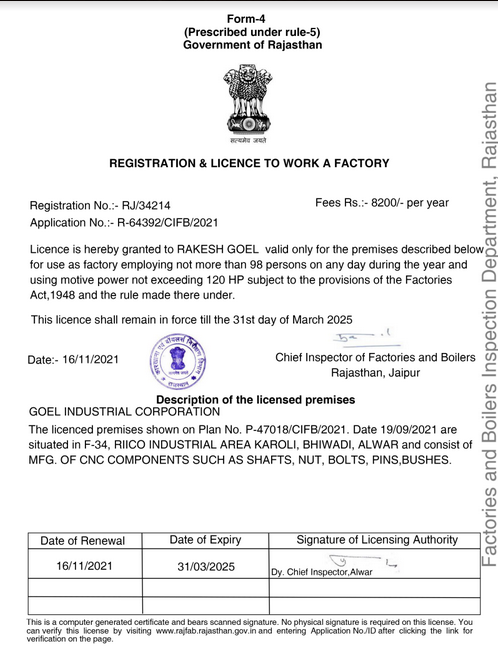 Form-4
(Prescribed under rule-5)
Government of Rajasthan
सत्यमेव जयते
REGISTRATION & LICENCE TO WORK A FACTORY
Registration No.:- RJ/34214
Fees Rs.:- 8200/- per year
Application No.:- R-64392/CIFB/2021
Licence is hereby granted to RAKESH GOEL valid only for the premises described below
for use as factory employing not more than 98 persons on any day during the year and
using motive power not exceeding 120 HP subject to the provisions of the Factories
Act,1948 and the rule made there under.
This licence shall remain in force till the 31st day of March 2025
Date:- 16/11/2021
Chief Inspector of Factories and Boilers
Rajasthan, Jaipur
Description of the licensed premises
GOEL INDUSTRIAL CORPORATION
The licenced premises shown on Plan No. P-47018/CIFB/2021. Date 19/09/2021 are
situated in F-34, RIICO INDUSTRIAL AREA KAROLI, BHIWADI, ALWAR and consist of
MFG. OF CNC COMPONENTS SUCH AS SHAFTS, NUT, BOLTS, PINS,BUSHES.
Date of Renewal
Date of Expiry
Signature of Licensing Authority
16/11/2021
31/03/2025
Dy. Chief Inspector,Alwar
This is a computer generated certificate and bears scanned signature. No physical signature is required on this license. You
can verify this license by visiting www.rajfab.rajasthan.gov.in and entering Application No./ID after clicking the link for
verification on the page.
Factories and Boilers Inspection Department, Rajasthan